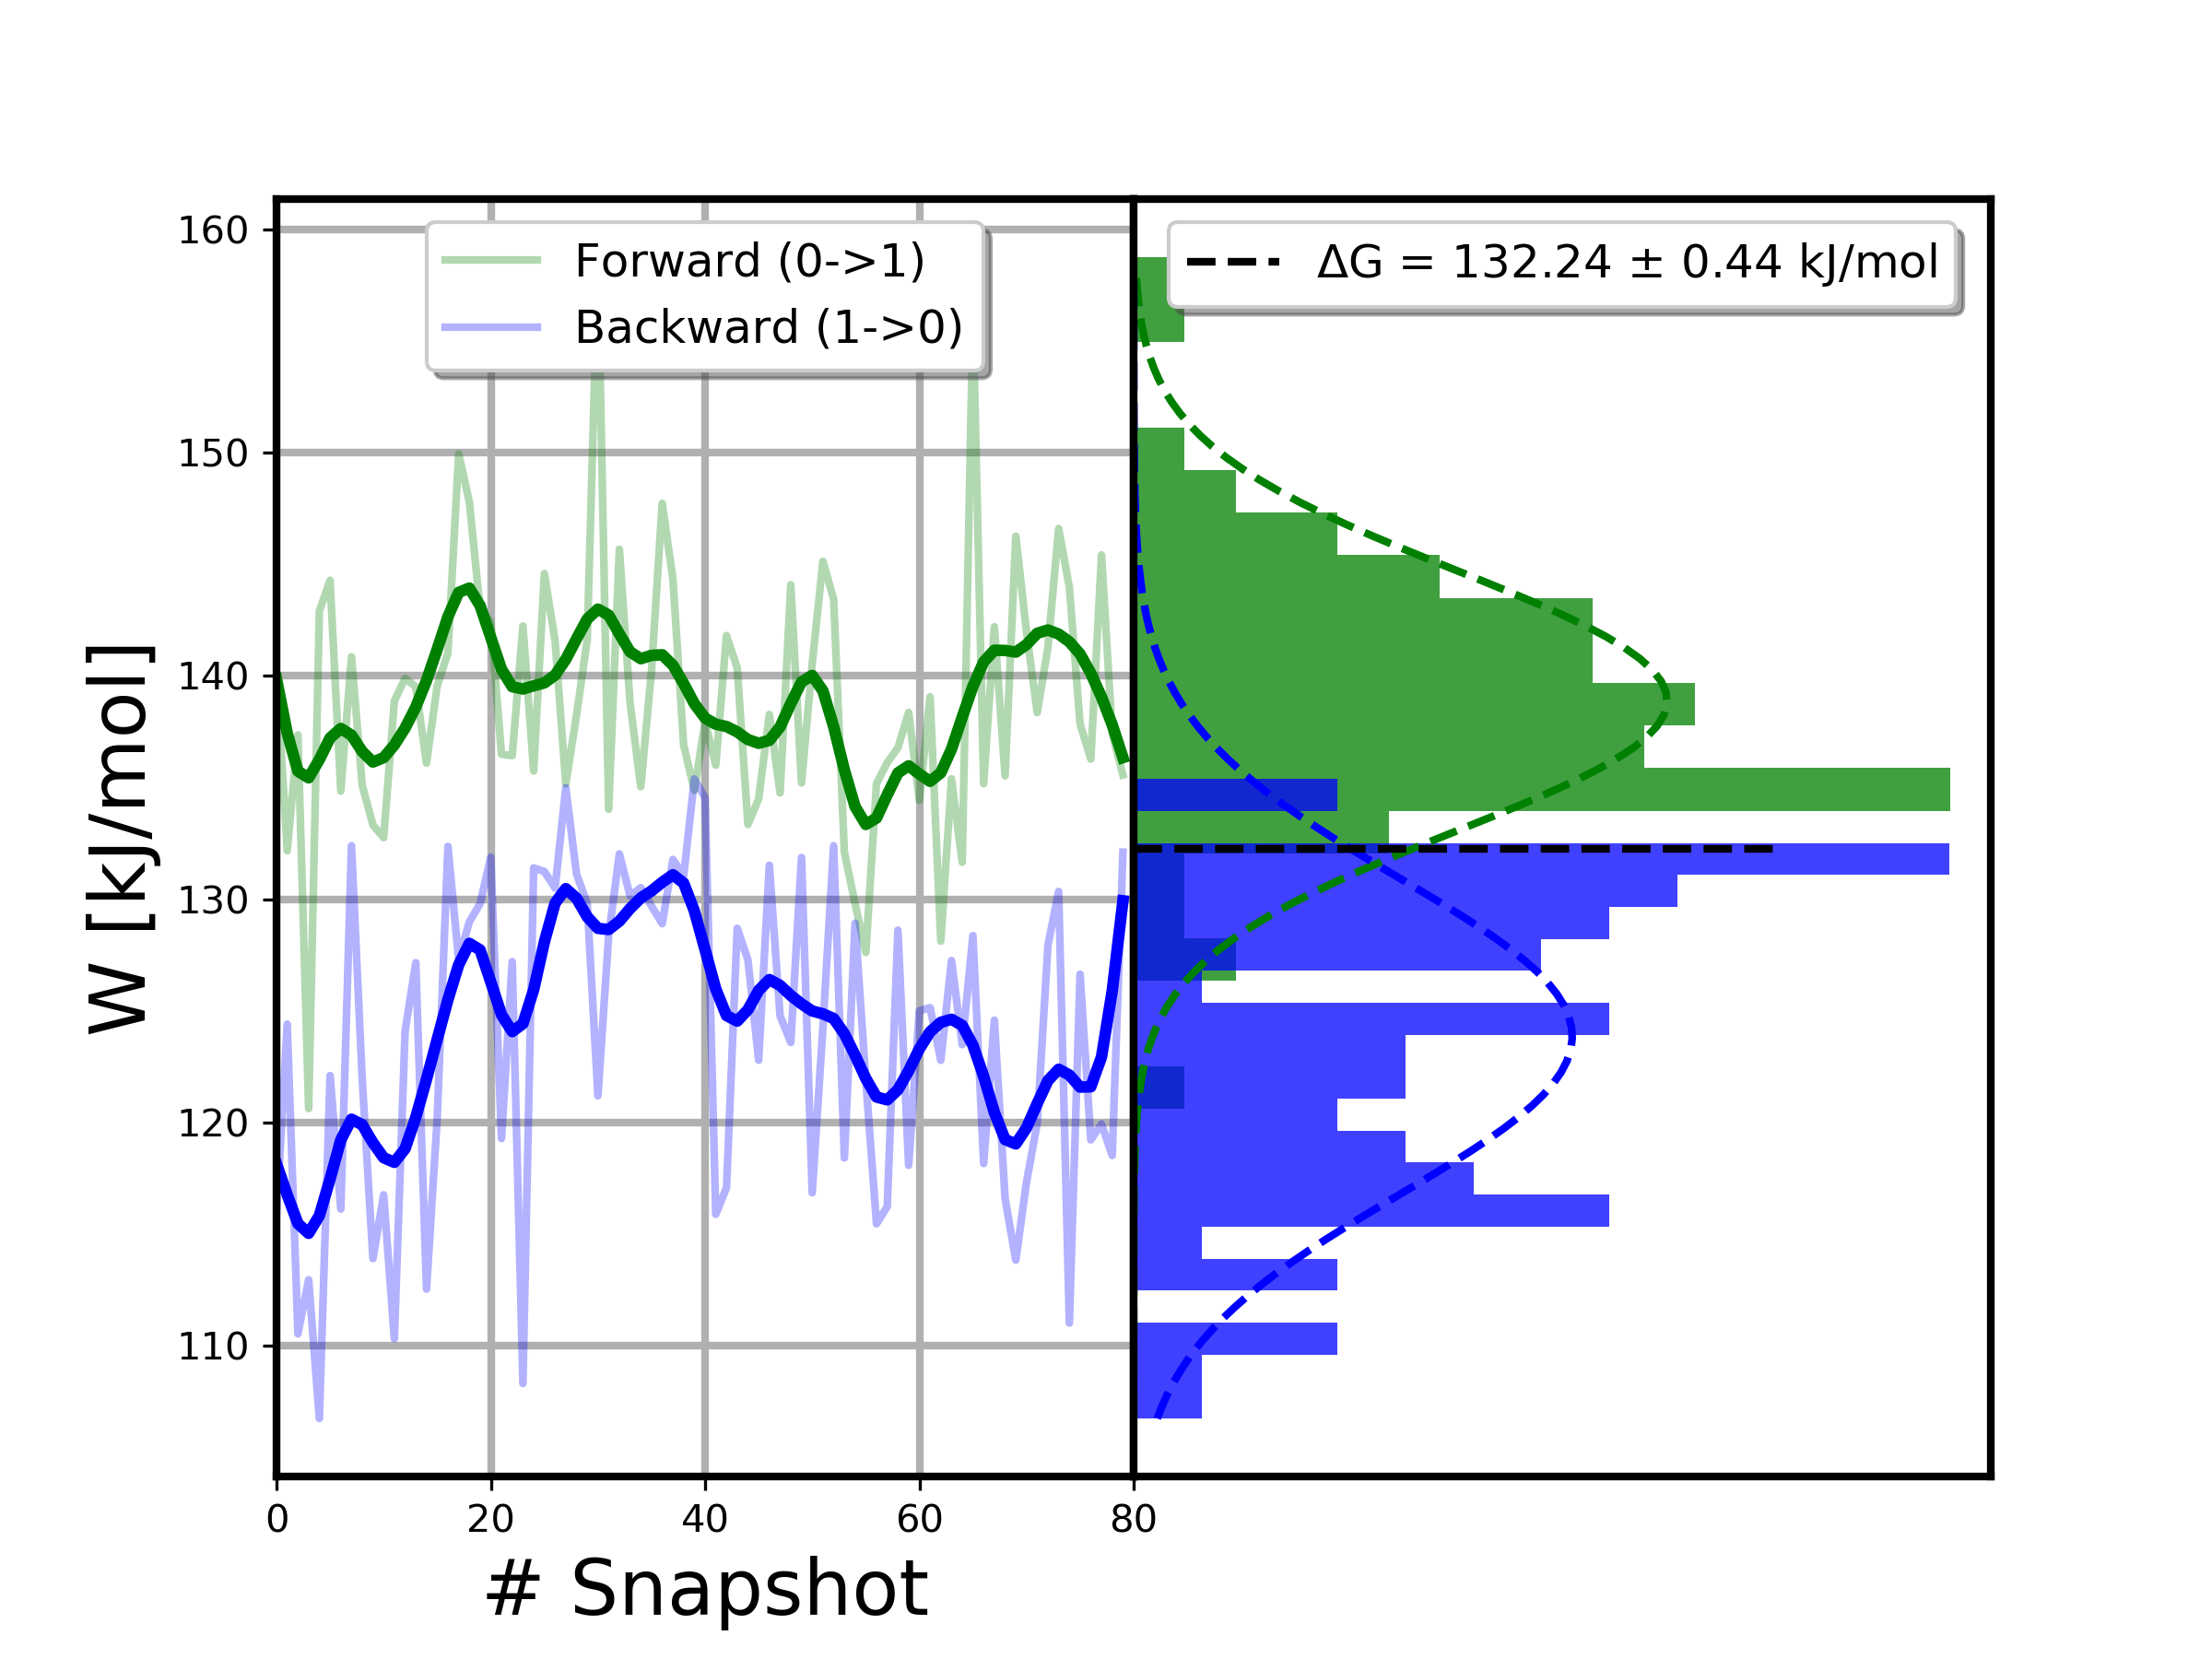 160
150
140
130
120
110
W [kJ/mol]
0
20
40
60
80
# Snapshot
Forward (0->1)
Backward (1->0)
ΔG = 132.24 ± 0.44 kJ/mol